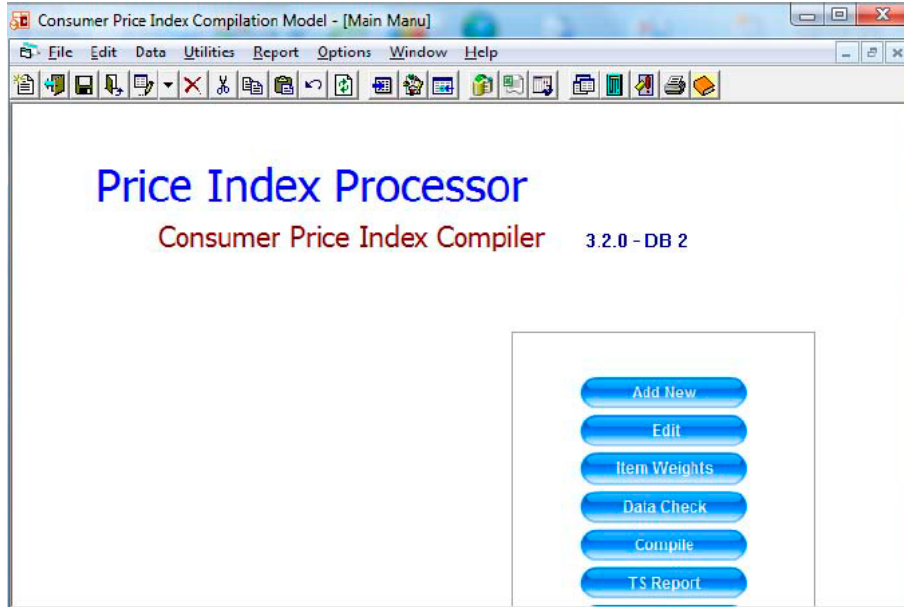 Consumer Price Index Compilation Model - [Main Manu]
File Edit Data Utilities Report Options Window Help
Price Index Processor
Consumer Price Index Compiler 3.2.0 - DB 2
Add New
Edit
Item Weights
Data Check
Compile
TS Report